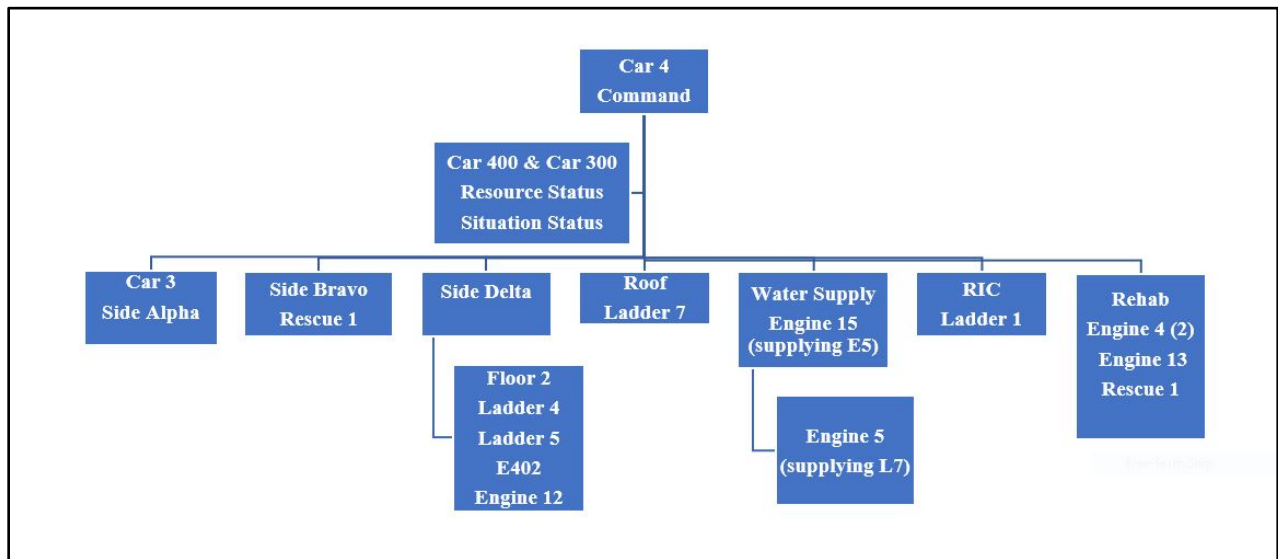 Car 4
Command
Car 400 & Car 300
Resource Status
Situation Status
Car 3
Side Alpha
Side Bravo
Rescue 1
Side Delta
Roof
Ladder 7
Water Supply
Engine 15
(supplying E5)
RIC
Ladder 1
Rehab
Engine 4 (2)
Engine 13
Rescue 1
Floor 2
Ladder 4
Ladder 5
E402
Engine 12
Engine 5
(supplying L7)